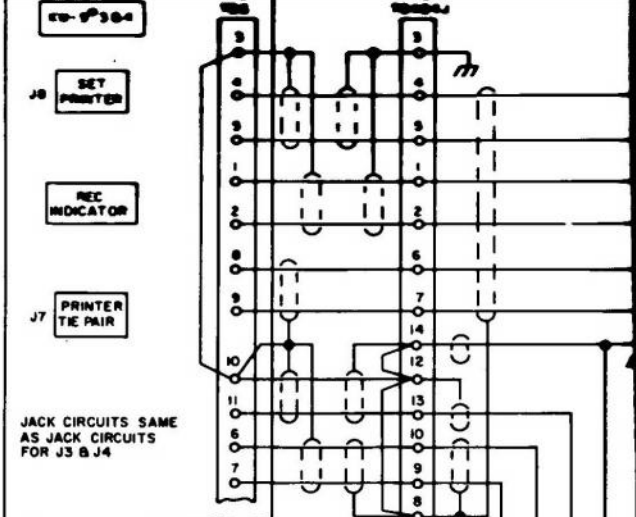 J8
SET
PRINTER
REC
INDICATOR
J7
PRINTER
TIE PAIR
JACK CIRCUITS SAME
AS JACK CIRCUITS
FOR J3 & J4
3
4
5
1
2
8
9
10
11
6
7
3
4
5
1
2
6
7
14
12
13
10
9
8